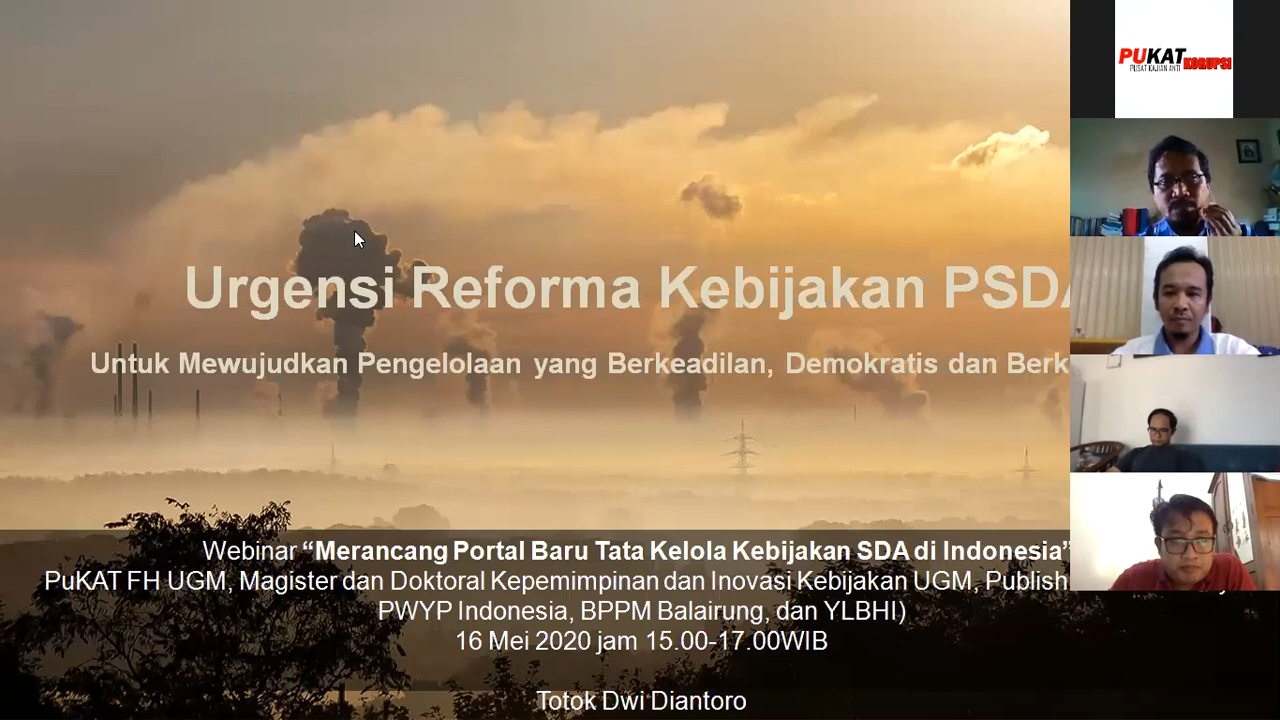 PUKAT
PUSAT KAJIAN ANTI KORUPSI
Urgensi Reforma Kebijakan PSDA
Untuk Mewujudkan Pengelolaan yang Berkeadilan, Demokratis dan Berk
Webinar “Merancang Portal Baru Tata Kelola Kebijakan SDA di Indonesia”
PuKAT FH UGM, Magister dan Doktoral Kepemimpinan dan Inovasi Kebijakan UGM, Publish
PWYP Indonesia, BPPM Balairung, dan YLBHI)
16 Mei 2020 jam 15.00-17.00WIB
Totok Dwi Diantoro